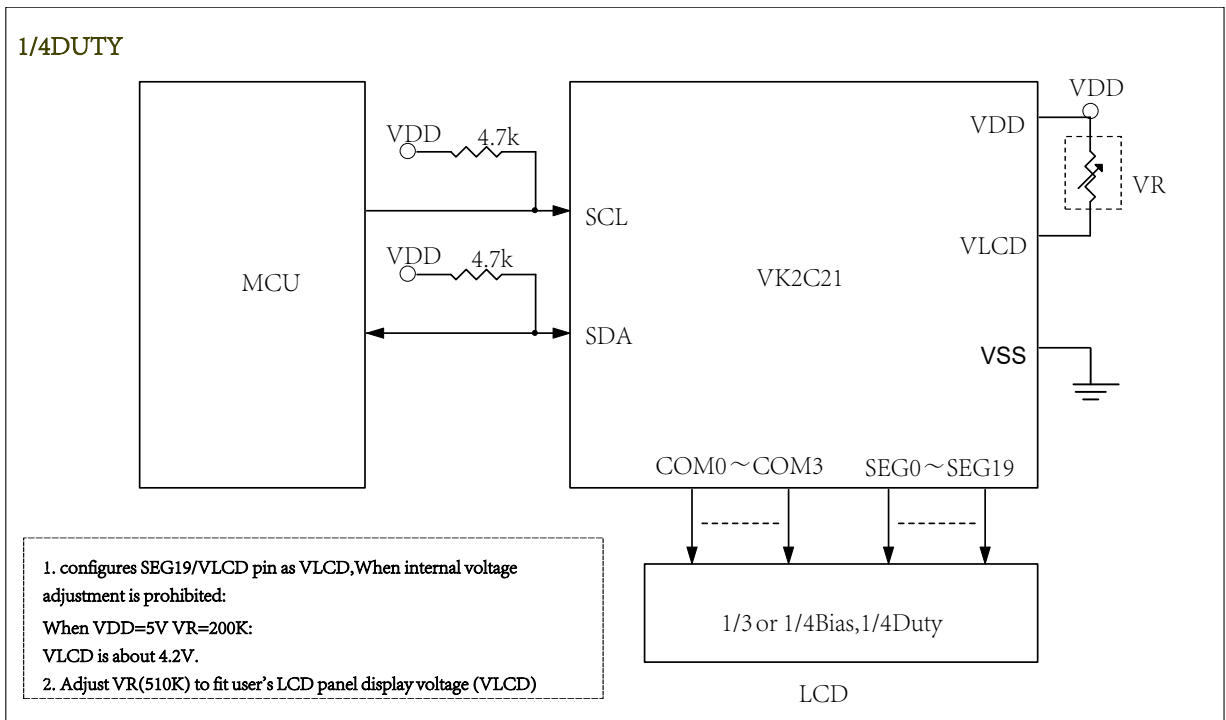 1/4DUTY
VDD
4.7k
VDD
4.7k
MCU
SCL
SDA
VK2C21
VDD
VLCD
VSS
VDD
VR
COM0～COM3
SEG0～SEG19
1/3 or 1/4Bias,1/4Duty
LCD
1. configures SEG19/VLCD pin as VLCD,When internal voltage
adjustment is prohibited:
When VDD=5V VR=200K:
VLCD is about 4.2V.
2. Adjust VR(510K) to fit user's LCD panel display voltage (VLCD)